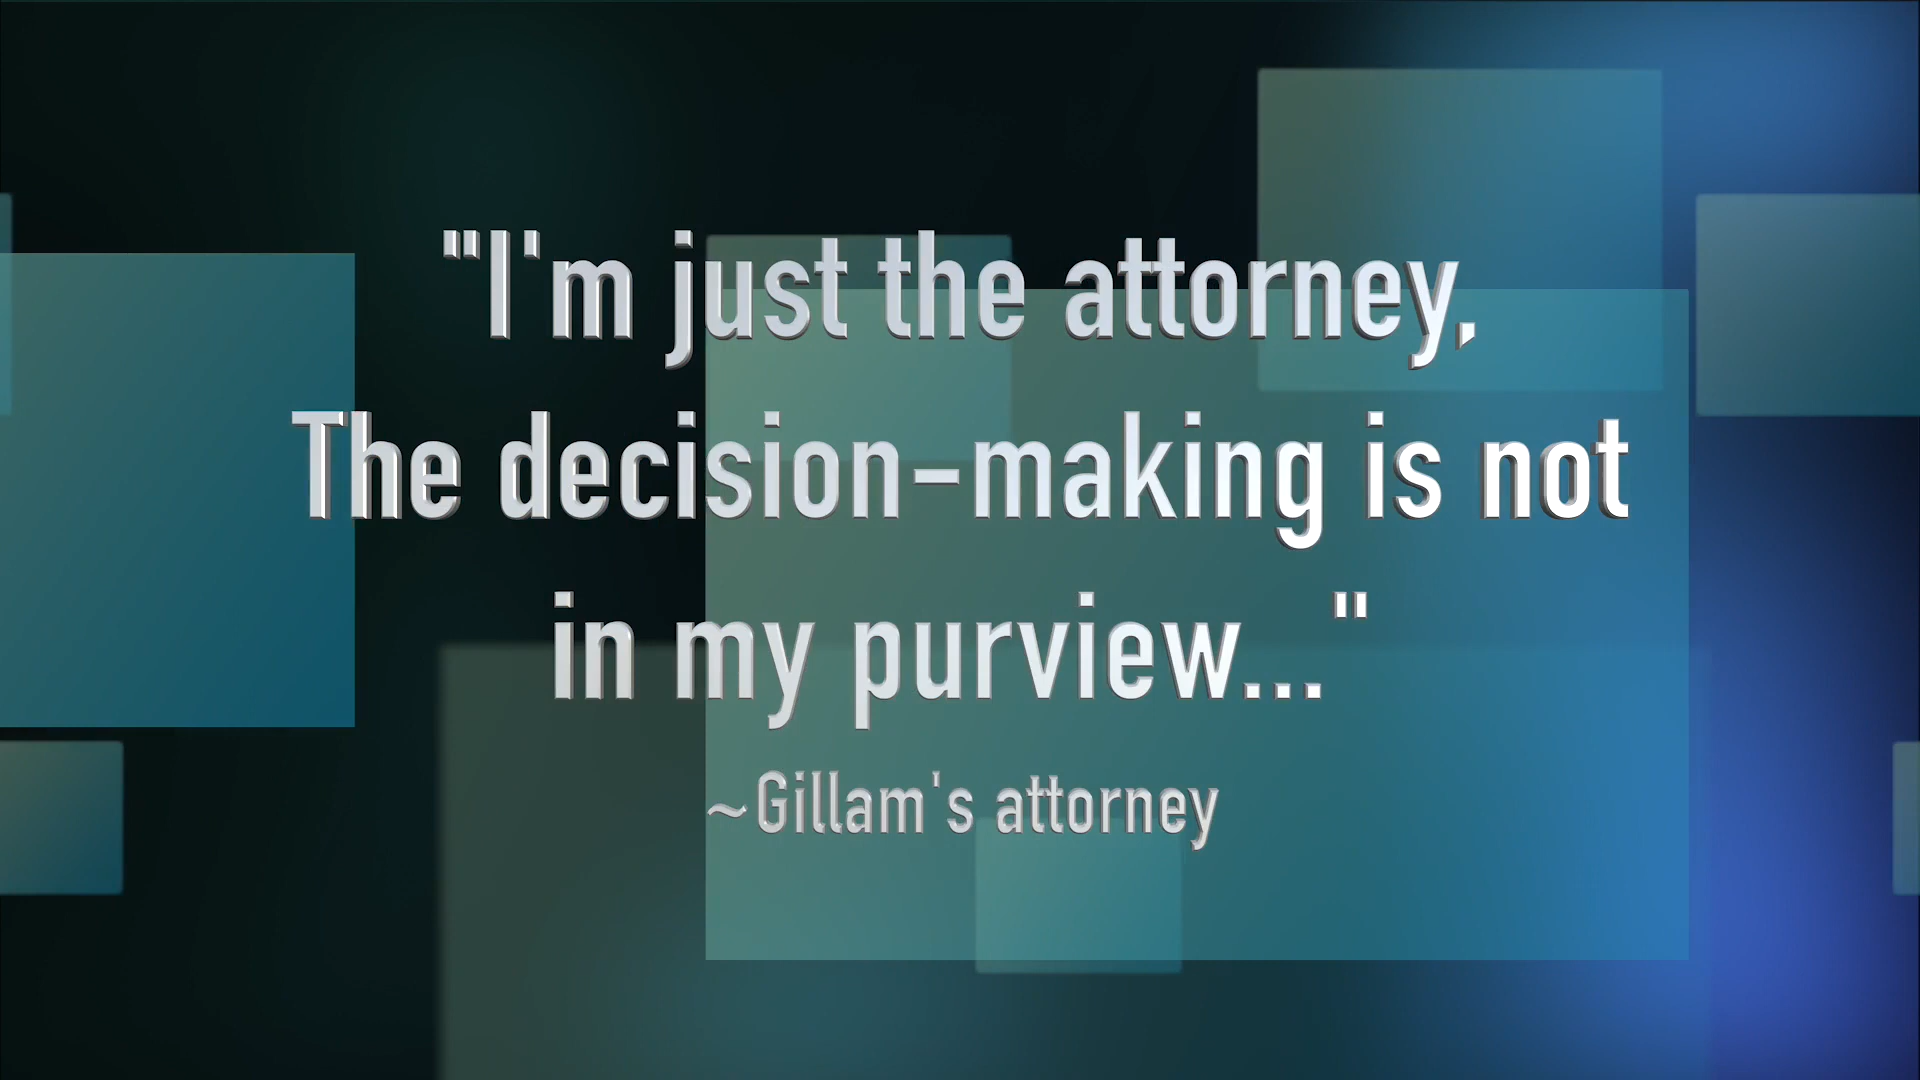 "I'm just the attorney,
The decision-making is not
in my purview..."
~Gillam's attorney